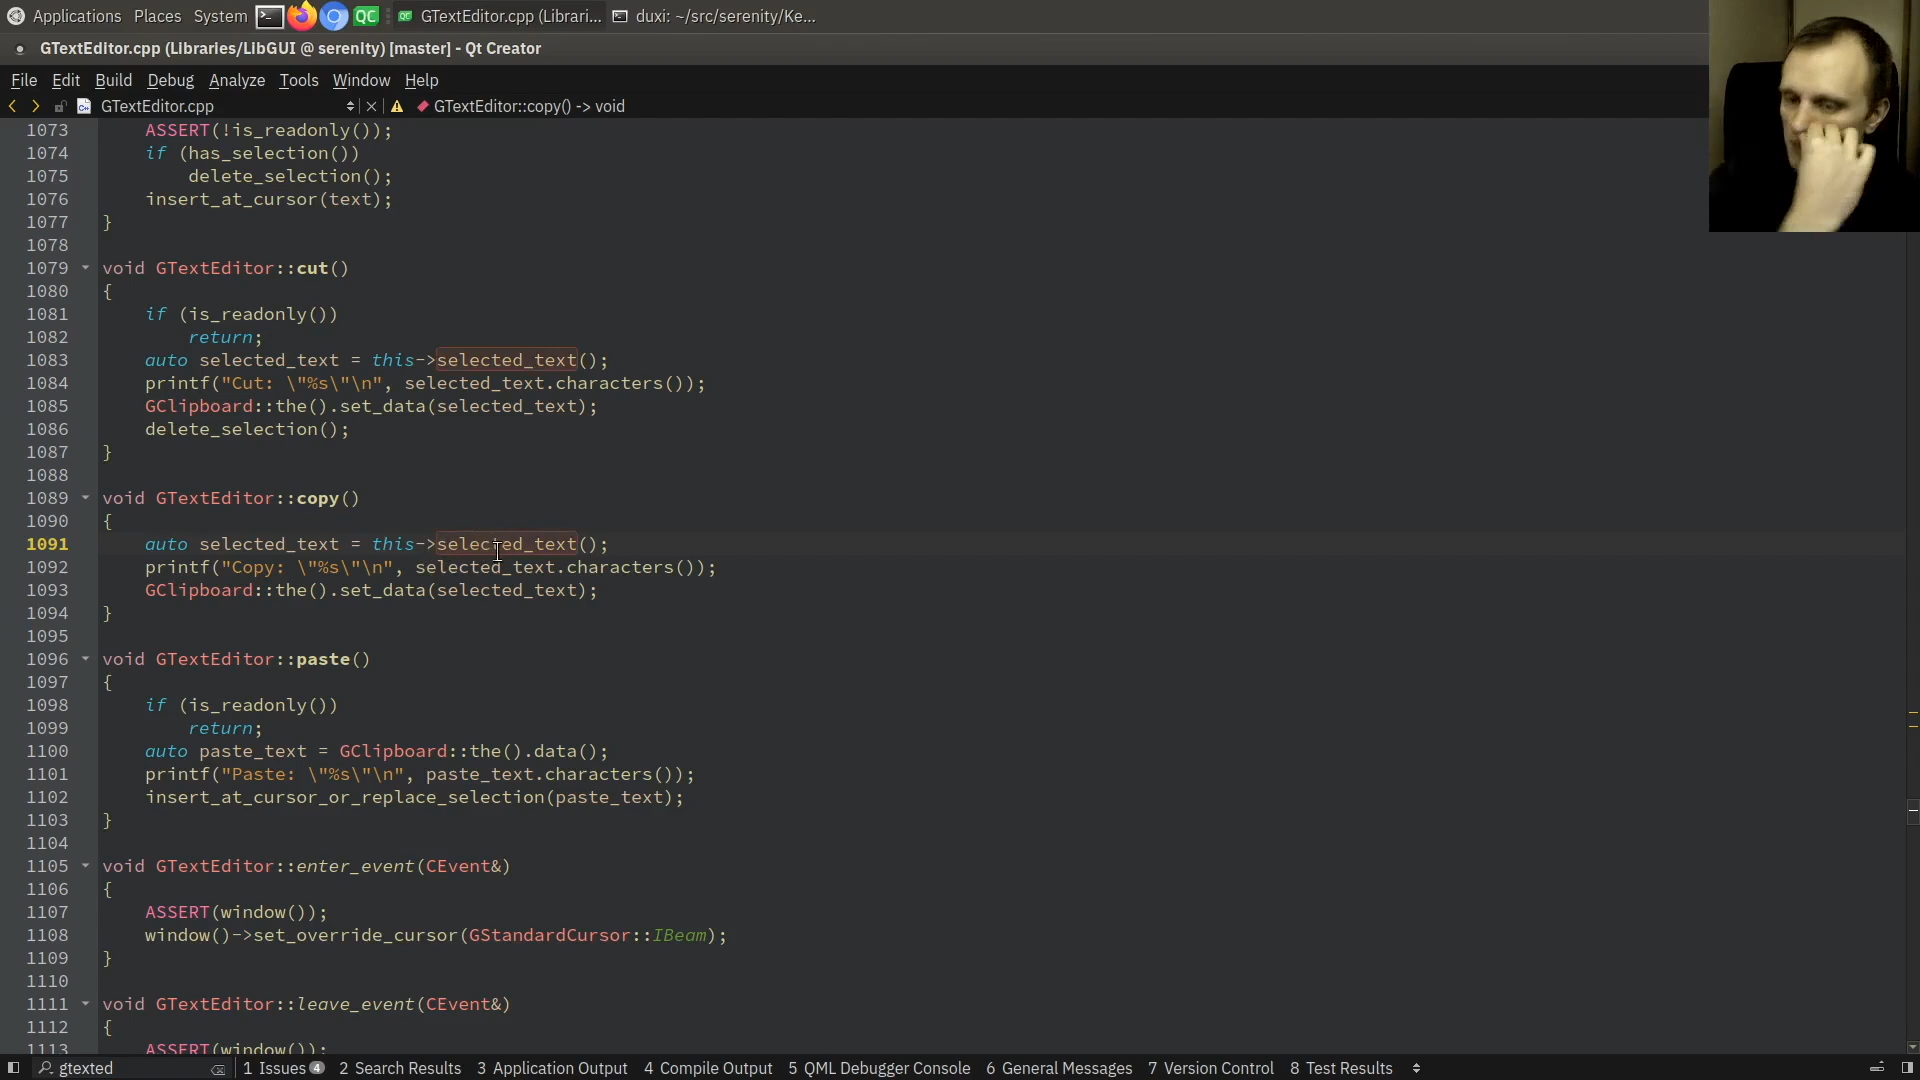 Applications Places System QC GTextEditor.cpp (Librari... duxi: ~/src/serenity/Ke...
GTextEditor.cpp (Libraries/LibGUI @ serenity) [master] - Qt Creator
File Edit Build Debug Analyze Tools Window Help
GTextEditor.cpp GTextEditor::copy() -> void
1073     ASSERT(!is_readonly());
1074     if (has_selection())
1075         delete_selection();
1076     insert_at_cursor(text);
1077 }
1078
1079 void GTextEditor::cut()
1080 {
1081     if (is_readonly())
1082         return;
1083     auto selected_text = this->selected_text();
1084     printf("Cut: \"%s\"\n", selected_text.characters());
1085     GClipboard::the().set_data(selected_text);
1086     delete_selection();
1087 }
1088
1089 void GTextEditor::copy()
1090 {
1091     auto selected_text = this->selected_text();
1092     printf("Copy: \"%s\"\n", selected_text.characters());
1093     GClipboard::the().set_data(selected_text);
1094 }
1095
1096 void GTextEditor::paste()
1097 {
1098     if (is_readonly())
1099         return;
1100     auto paste_text = GClipboard::the().data();
1101     printf("Paste: \"%s\"\n", paste_text.characters());
1102     insert_at_cursor_or_replace_selection(paste_text);
1103 }
1104
1105 void GTextEditor::enter_event(CEvent&)
1106 {
1107     ASSERT(window());
1108     window()->set_override_cursor(GStandardCursor::IBeam);
1109 }
1110
1111 void GTextEditor::leave_event(CEvent&)
1112 {
1113     ASSERT(window());
gtexted 1 Issues 4 2 Search Results 3 Application Output 4 Compile Output 5 QML Debugger Console 6 General Messages 7 Version Control 8 Test Results